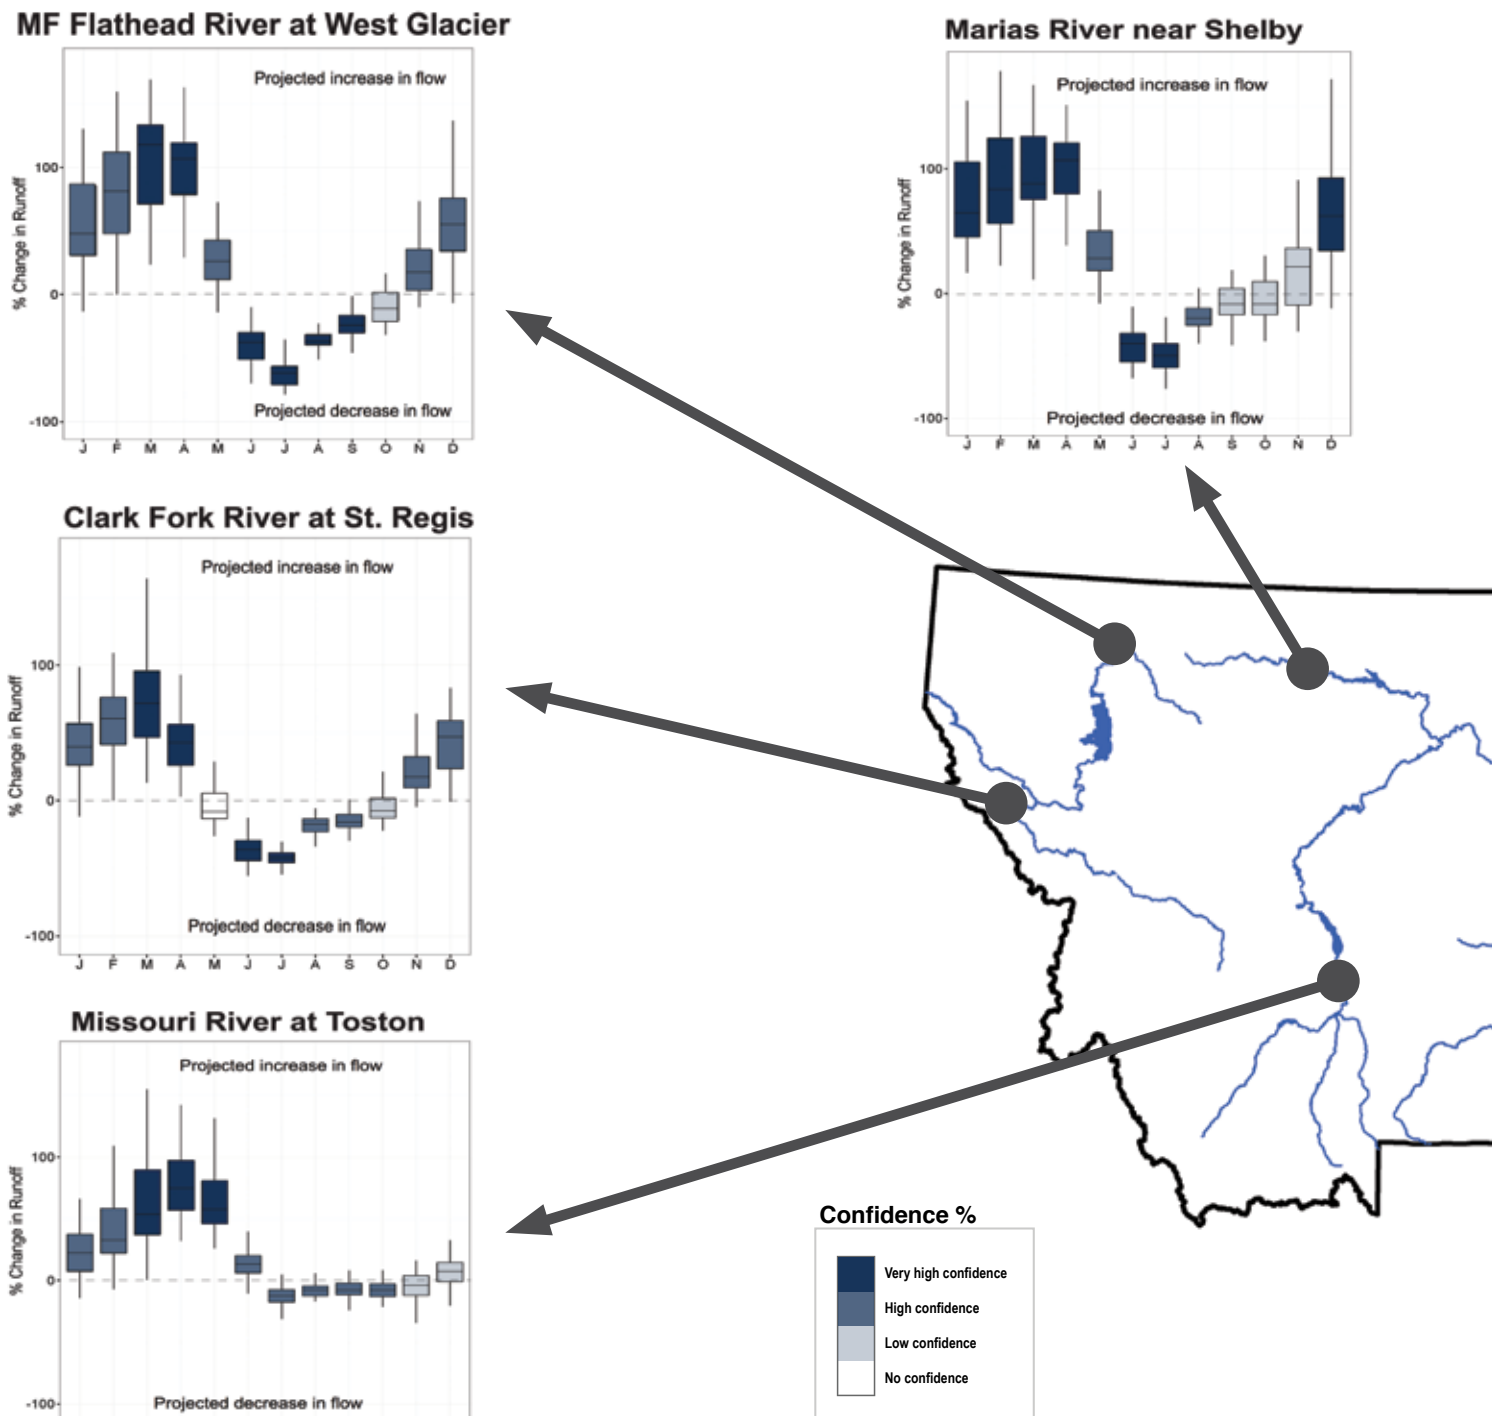 MF Flathead River at West Glacier
Projected increase in flow
% Change in Runoff
100
0
-100
Projected decrease in flow
J F M A M J J A S O N D
Marias River near Shelby
Projected increase in flow
% Change in Runoff
100
0
-100
Projected decrease in flow
J F M A M J J A S O N D
Clark Fork River at St. Regis
Projected increase in flow
% Change in Runoff
100
0
-100
Projected decrease in flow
J F M A M J J A S O N D
Missouri River at Toston
Projected increase in flow
% Change in Runoff
100
0
-100
Projected decrease in flow
Confidence %
Very high confidence
High confidence
Low confidence
No confidence